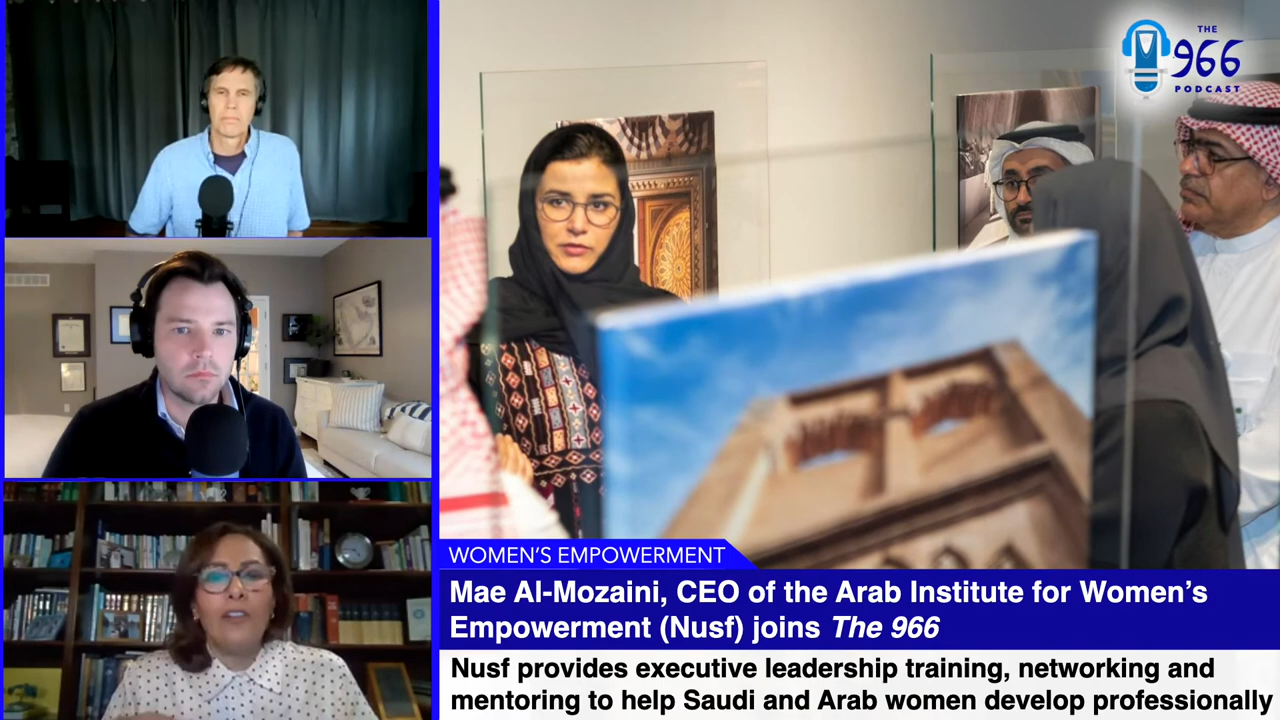 THE
966
PODCAST
WOMEN'S EMPOWERMENT
Mae Al-Mozaini, CEO of the Arab Institute for Women's
Empowerment (Nusf) joins The 966
Nusf provides executive leadership training, networking and
mentoring to help Saudi and Arab women develop professionally